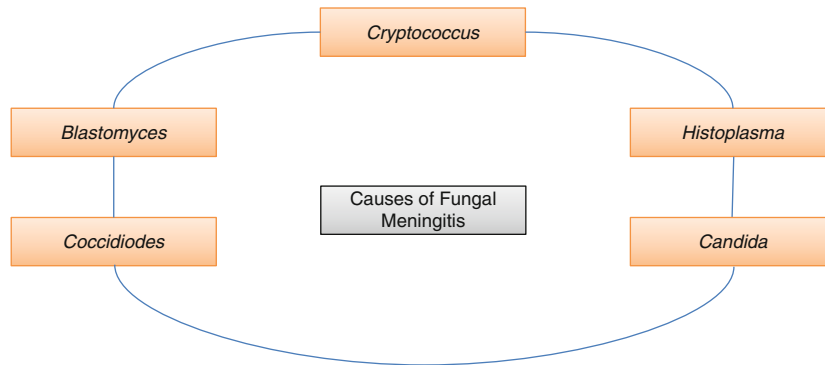 Cryptococcus
Blastomyces
Histoplasma
Causes of Fungal
Meningitis
Coccidiodes
Candida